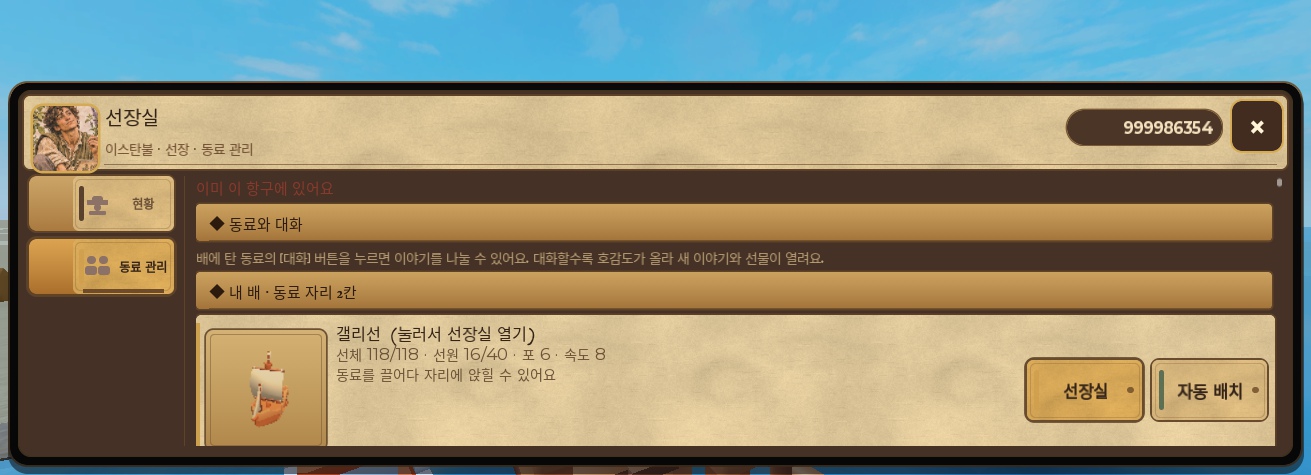 선장실
이스탄불 · 선장 · 동료 관리
999986354
×
현황
동료 관리
이미 이 항구에 있어요
◆ 동료와 대화
배에 탄 동료의 [대화] 버튼을 누르면 이야기를 나눌 수 있어요. 대화할수록 호감도가 올라 새 이야기와 선물이 열려요.
◆ 내 배 · 동료 자리 2칸
갤리선 (눌러서 선장실 열기)
선체 118/118 · 선원 16/40 · 포 6 · 속도 8
동료를 끌어다 자리에 앉힐 수 있어요
선장실
자동 배치